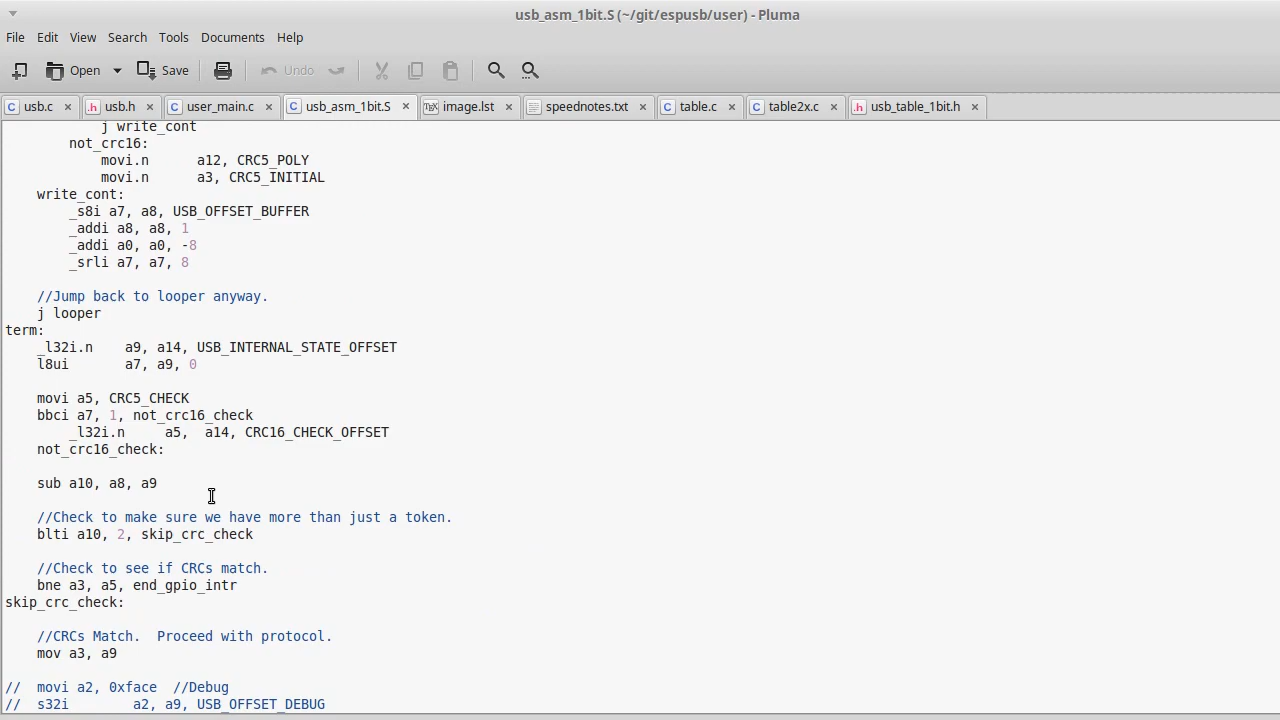 usb_asm_1bit.S (~/git/espusb/user) - Pluma
File Edit View Search Tools Documents Help
Open Save Undo
usb.c usb.h user_main.c usb_asm_1bit.S image.lst speednotes.txt table.c table2x.c usb_table_1bit.h
j write_cont
not_crc16:
movi.n a12, CRC5_POLY
movi.n a3, CRC5_INITIAL
write_cont:
_s8i a7, a8, USB_OFFSET_BUFFER
_addi a8, a8, 1
_addi a0, a0, -8
_srli a7, a7, 8
//Jump back to looper anyway.
j looper
term:
_l32i.n a9, a14, USB_INTERNAL_STATE_OFFSET
l8ui a7, a9, 0
movi a5, CRC5_CHECK
bbci a7, 1, not_crc16_check
_l32i.n a5, a14, CRC16_CHECK_OFFSET
not_crc16_check:
sub a10, a8, a9
//Check to make sure we have more than just a token.
blti a10, 2, skip_crc_check
//Check to see if CRCs match.
bne a3, a5, end_gpio_intr
skip_crc_check:
//CRCs Match.  Proceed with protocol.
mov a3, a9
// movi a2, 0xface //Debug
// s32i a2, a9, USB_OFFSET_DEBUG